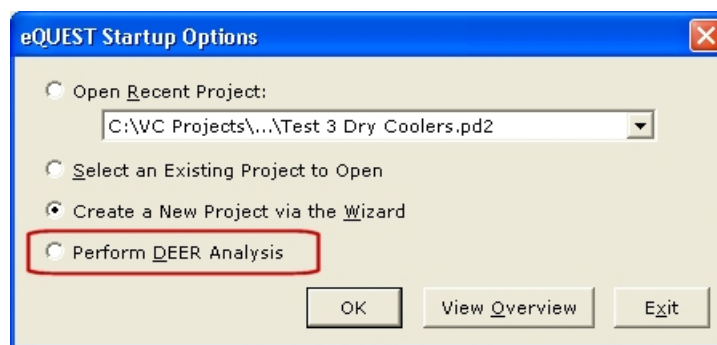 eQUEST Startup Options
Open Recent Project:
C:\VC Projects\...\Test 3 Dry Coolers.pd2
Select an Existing Project to Open
Create a New Project via the Wizard
Perform DEER Analysis
OK View Overview Exit